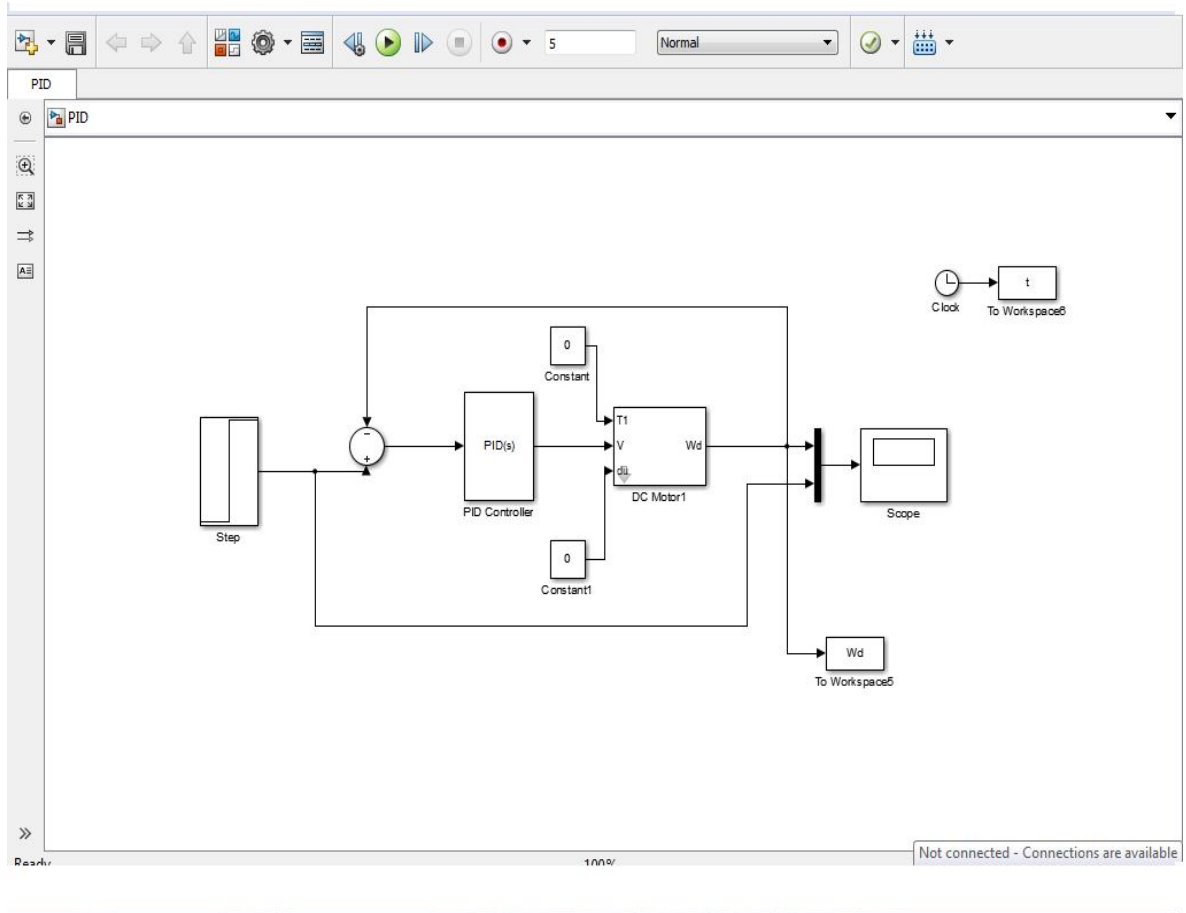 5
Normal
PID
PID
t
Clock
To Workspace6
0
Constant
T1
PID(s)
V
Wd
dü
DC Motor1
PID Controller
Scope
Step
0
Constant1
Wd
To Workspace5
Ready
100%
Not connected - Connections are available